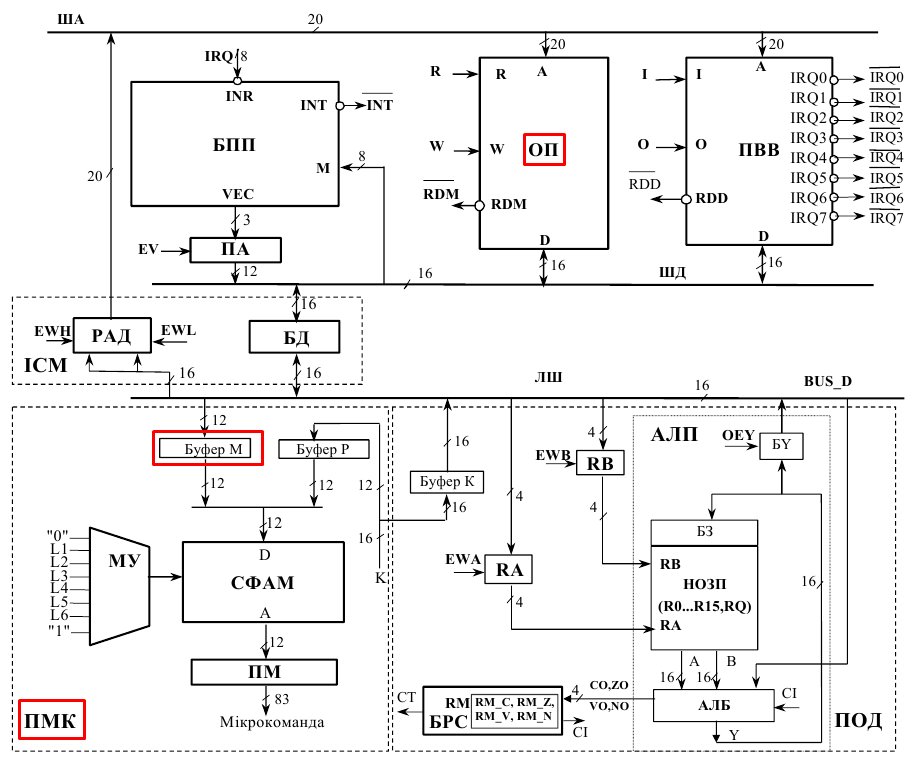 ША
20
IRQ 8
INR
INT
INT
БПП
M
8
VEC
3
20
EV
ПА
12
16
R
R
A
20
W
W
ОП
RDM
RDM
D
16
ШД
I
I
A
20
O
O
ПВВ
RDD
RDD
D
16
IRQ0
IRQ0
IRQ1
IRQ1
IRQ2
IRQ2
IRQ3
IRQ3
IRQ4
IRQ4
IRQ5
IRQ5
IRQ6
IRQ6
IRQ7
IRQ7
16
EWH
РАД
EWL
БД
ІСМ
16
16
ЛШ
16
BUS_D
12
Буфер М
Буфер Р
12
12
12
12
16
K
"0"
L1
L2
L3
L4
L5
L6
"1"
МУ
D
СФАМ
A
12
ПМ
83
Мікрокоманда
ПМК
16
Буфер К
16
4
EWB
RB
4
4
EWA
RA
4
АЛП
OEY
БY
БЗ
RB
НОЗП
(R0...R15,RQ)
RA
16
A
B
16
16
АЛБ
CI
Y
4
CO,ZO
VO,NO
CT
RM
БРС
RM_C, RM_Z,
RM_V, RM_N
CI
ПОД